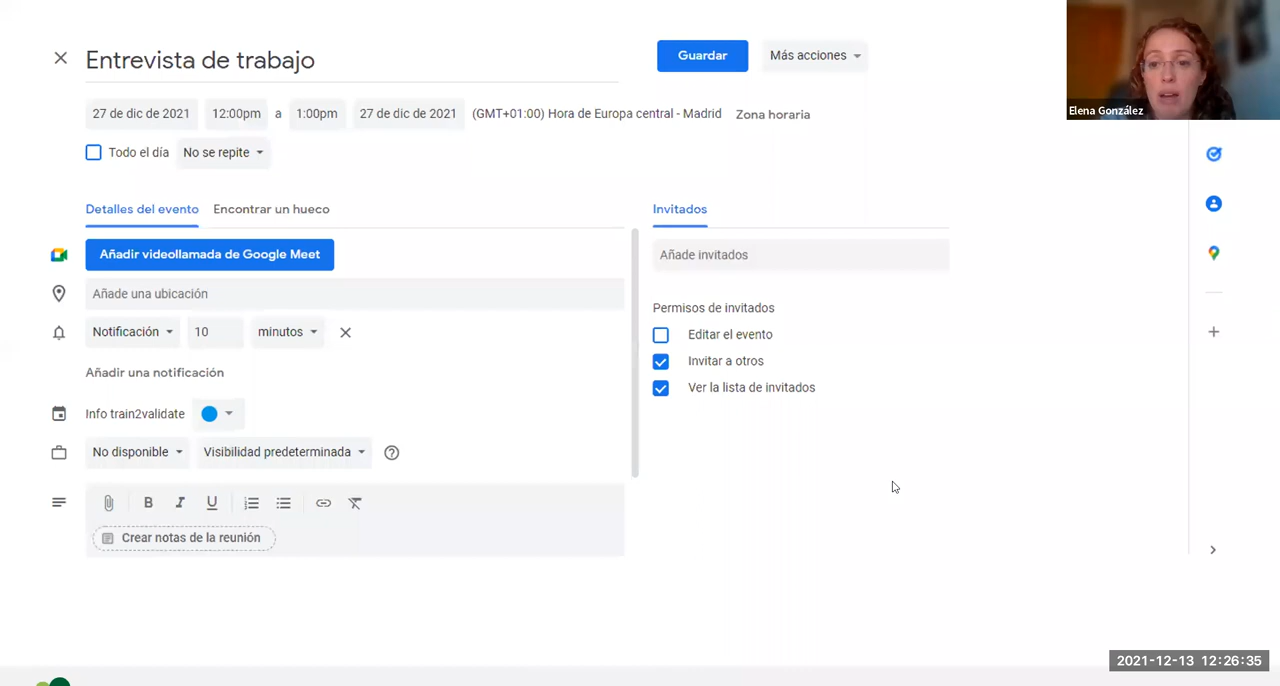 Entrevista de trabajo
Guardar
Más acciones
Elena González
27 de dic de 2021 12:00pm a 1:00pm 27 de dic de 2021 (GMT+01:00) Hora de Europa central - Madrid Zona horaria
Todo el día No se repite
Detalles del evento Encontrar un hueco
Añadir videollamada de Google Meet
Añade una ubicación
Notificación 10 minutos
Añadir una notificación
Info train2validate
No disponible Visibilidad predeterminada
Crear notas de la reunión
Invitados
Añade invitados
Permisos de invitados
Editar el evento
Invitar a otros
Ver la lista de invitados
2021-12-13 12:26:35